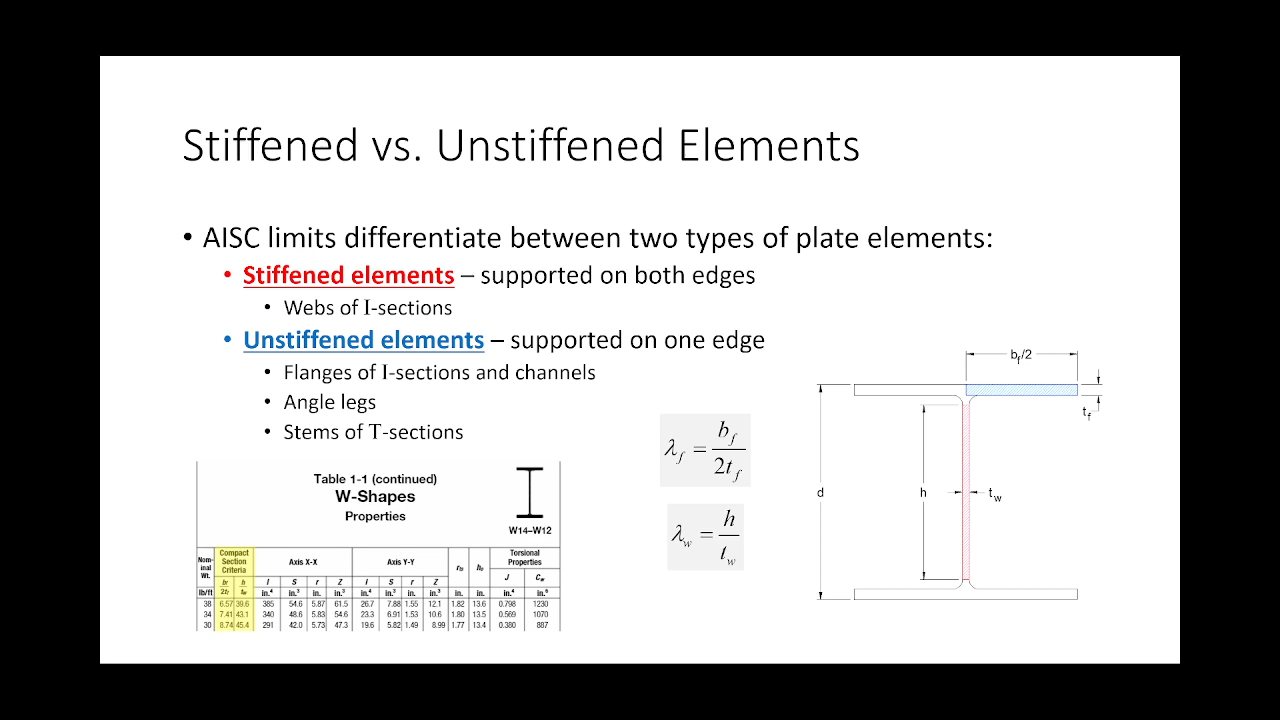 Stiffened vs. Unstiffened Elements
• AISC limits differentiate between two types of plate elements:
• Stiffened elements – supported on both edges
• Webs of I-sections
• Unstiffened elements – supported on one edge
• Flanges of I-sections and channels
• Angle legs
• Stems of T-sections
Table 1-1 (continued)
W-Shapes
Properties
W14–W12
Nom-inal Wt. Compact Section Criteria Axis X-X Axis Y-Y rts ho Torsional Properties
bf/2tf h/tw I S r Z I S r Z J Cw
lb/ft in.⁴ in.³ in. in.³ in.⁴ in.³ in. in.³ in. in. in.⁴ in.⁶
38 6.57 39.6 385 54.6 5.87 61.5 26.7 7.88 1.55 12.1 1.82 13.6 0.798 1230
34 7.41 43.1 340 48.6 5.83 54.6 23.3 6.91 1.53 10.6 1.80 13.5 0.569 1070
30 8.74 45.4 291 42.0 5.73 47.3 19.6 5.82 1.49 8.99 1.77 13.4 0.380 887
λf = bf/2tf
λw = h/tw
bf/2
tf
d
h
tw